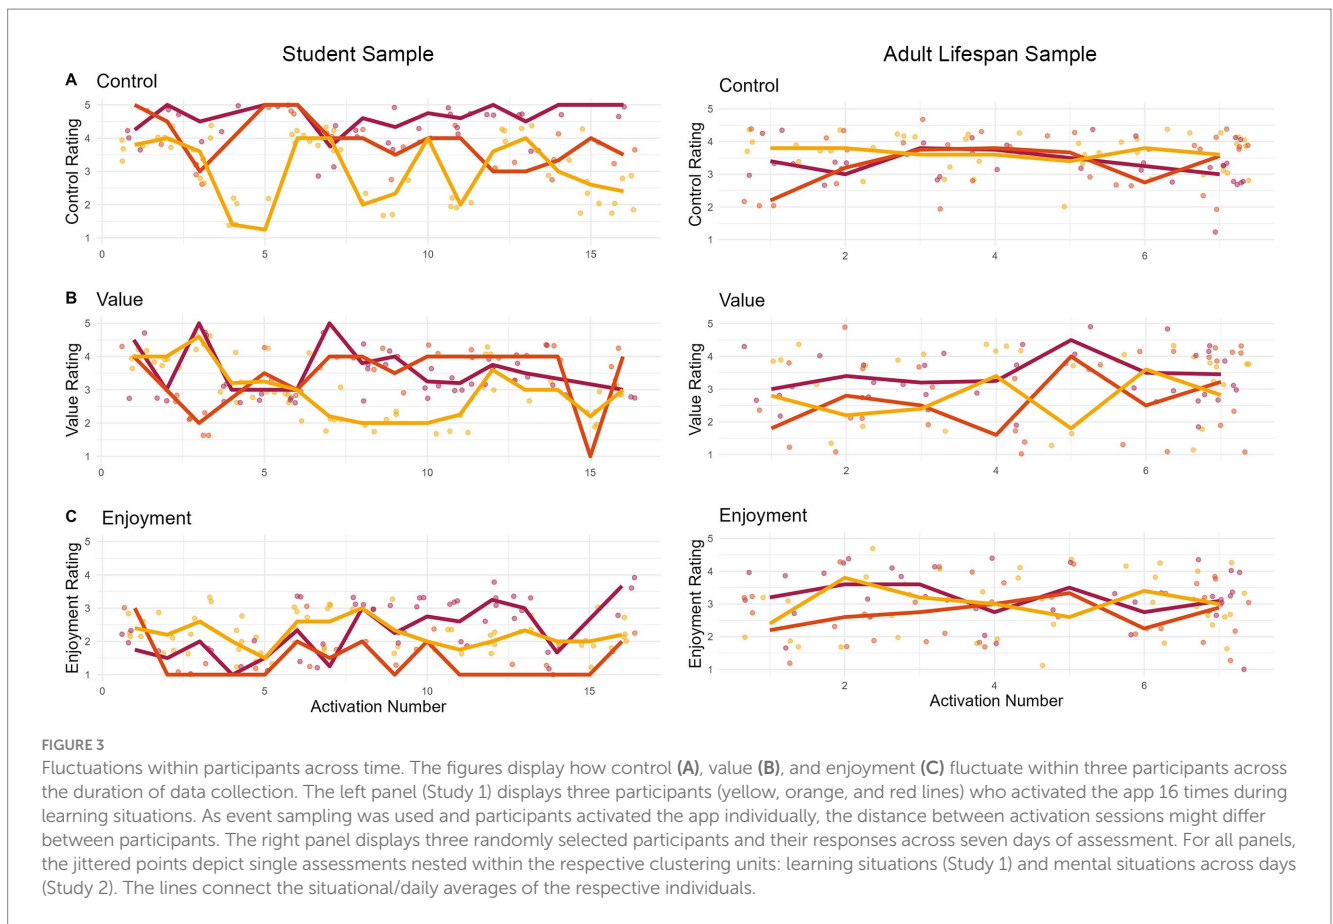 Student Sample
Adult Lifespan Sample
A Control
Control Rating
5
4
3
2
1
0 5 10 15
Control
Control Rating
5
4
3
2
1
2 4 6
B Value
Value Rating
5
4
3
2
1
0 5 10 15
Value
Value Rating
5
4
3
2
1
2 4 6
C Enjoyment
Enjoyment Rating
5
4
3
2
1
0 5 10 15
Activation Number
Enjoyment
Enjoyment Rating
5
4
3
2
1
2 4 6
Activation Number
FIGURE 3
Fluctuations within participants across time. The figures display how control (A), value (B), and enjoyment (C) fluctuate within three participants across
the duration of data collection. The left panel (Study 1) displays three participants (yellow, orange, and red lines) who activated the app 16 times during
learning situations. As event sampling was used and participants activated the app individually, the distance between activation sessions might differ
between participants. The right panel displays three randomly selected participants and their responses across seven days of assessment. For all panels,
the jittered points depict single assessments nested within the respective clustering units: learning situations (Study 1) and mental situations across days
(Study 2). The lines connect the situational/daily averages of the respective individuals.